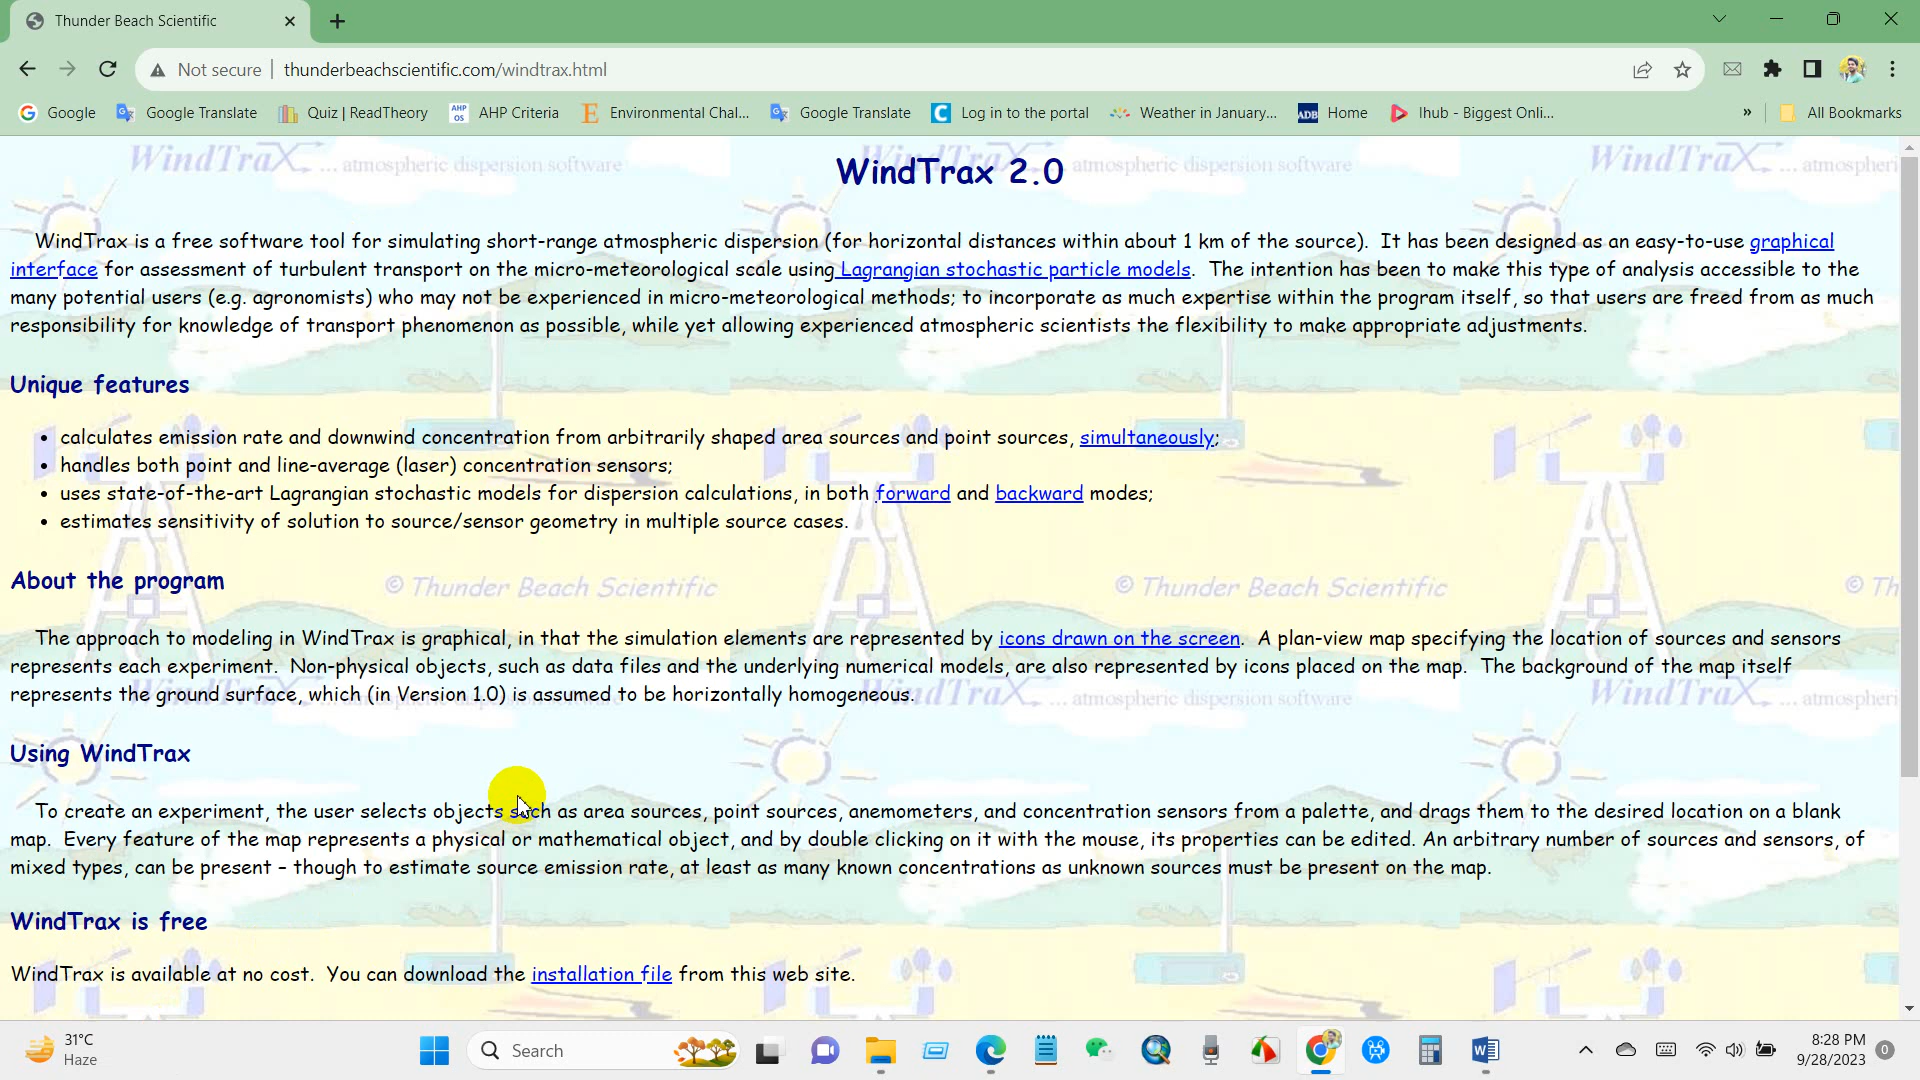 Thunder Beach Scientific
Not secure | thunderbeachscientific.com/windtrax.html
Google Google Translate Quiz | ReadTheory AHP OS AHP Criteria E Environmental Chal... Google Translate C Log in to the portal Weather in January,... ADB Home Ihub - Biggest Onli... » All Bookmarks
WindTrax ... atmospheric dispersion software
WindTrax 2.0
WindTrax is a free software tool for simulating short-range atmospheric dispersion (for horizontal distances within about 1 km of the source). It has been designed as an easy-to-use graphical
interface for assessment of turbulent transport on the micro-meteorological scale using Lagrangian stochastic particle models. The intention has been to make this type of analysis accessible to the
many potential users (e.g. agronomists) who may not be experienced in micro-meteorological methods; to incorporate as much expertise within the program itself, so that users are freed from as much
responsibility for knowledge of transport phenomenon as possible, while yet allowing experienced atmospheric scientists the flexibility to make appropriate adjustments.
Unique features
• calculates emission rate and downwind concentration from arbitrarily shaped area sources and point sources, simultaneously;
• handles both point and line-average (laser) concentration sensors;
• uses state-of-the-art Lagrangian stochastic models for dispersion calculations, in both forward and backward modes;
• estimates sensitivity of solution to source/sensor geometry in multiple source cases.
About the program
© Thunder Beach Scientific © Thunder Beach Scientific © Th
The approach to modeling in WindTrax is graphical, in that the simulation elements are represented by icons drawn on the screen. A plan-view map specifying the location of sources and sensors
represents each experiment. Non-physical objects, such as data files and the underlying numerical models, are also represented by icons placed on the map. The background of the map itself
represents the ground surface, which (in Version 1.0) is assumed to be horizontally homogeneous.
Using WindTrax
To create an experiment, the user selects objects such as area sources, point sources, anemometers, and concentration sensors from a palette, and drags them to the desired location on a blank
map. Every feature of the map represents a physical or mathematical object, and by double clicking on it with the mouse, its properties can be edited. An arbitrary number of sources and sensors, of
mixed types, can be present – though to estimate source emission rate, at least as many known concentrations as unknown sources must be present on the map.
WindTrax is free
WindTrax is available at no cost. You can download the installation file from this web site.
31°C
Haze
Search
8:28 PM
9/28/2023
0